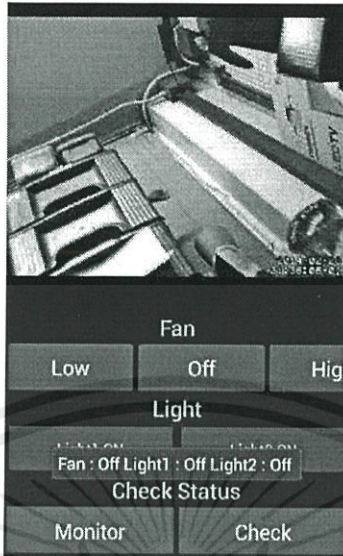 Fan
Low Off Hig
Light
Fan : Off Light1 : Off Light2 : Off
Check Status
Monitor Check